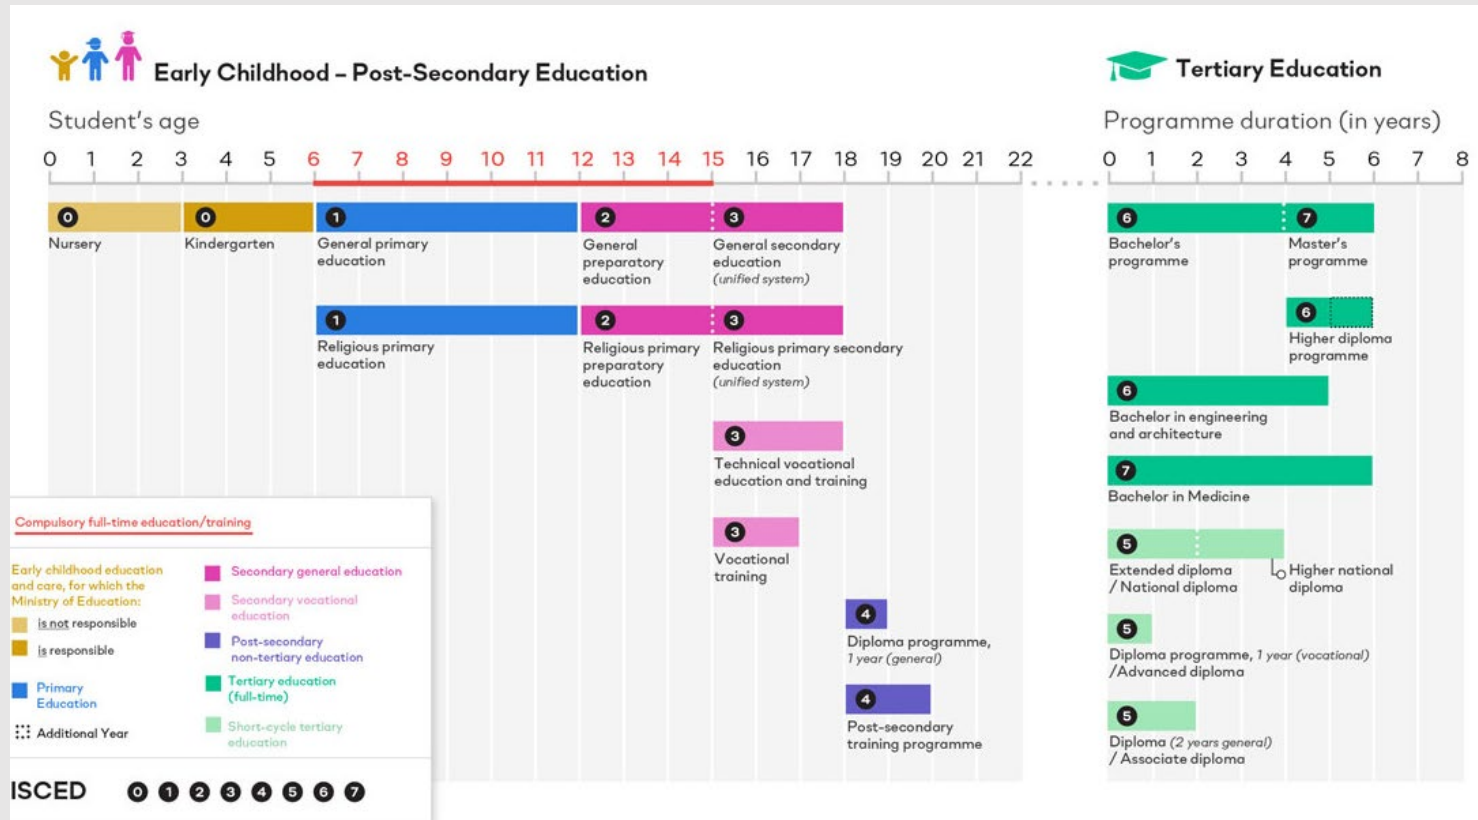 Early Childhood – Post-Secondary Education
Student's age
0 1 2 3 4 5 6 7 8 9 10 11 12 13 14 15 16 17 18 19 20 21 22
0
Nursery
0
Kindergarten
1
General primary
education
2
General
preparatory
education
3
General secondary
education
(unified system)
1
Religious primary
education
2
Religious primary
preparatory
education
3
Religious primary secondary
education
(unified system)
3
Technical vocational
education and training
3
Vocational
training
4
Diploma programme,
1 year (general)
4
Post-secondary
training programme
Tertiary Education
Programme duration (in years)
0 1 2 3 4 5 6 7 8
6
Bachelor's
programme
7
Master's
programme
6
Higher diploma
programme
6
Bachelor in engineering
and architecture
7
Bachelor in Medicine
5
Extended diploma
/ National diploma
Higher national
diploma
5
Diploma programme, 1 year (vocational)
/Advanced diploma
5
Diploma (2 years general)
/ Associate diploma
Compulsory full-time education/training
Early childhood education
and care, for which the
Ministry of Education:
is not responsible
is responsible
Primary
Education
Additional Year
Secondary general education
Secondary vocational
education
Post-secondary
non-tertiary education
Tertiary education
(full-time)
Short-cycle tertiary
education
ISCED 0 1 2 3 4 5 6 7